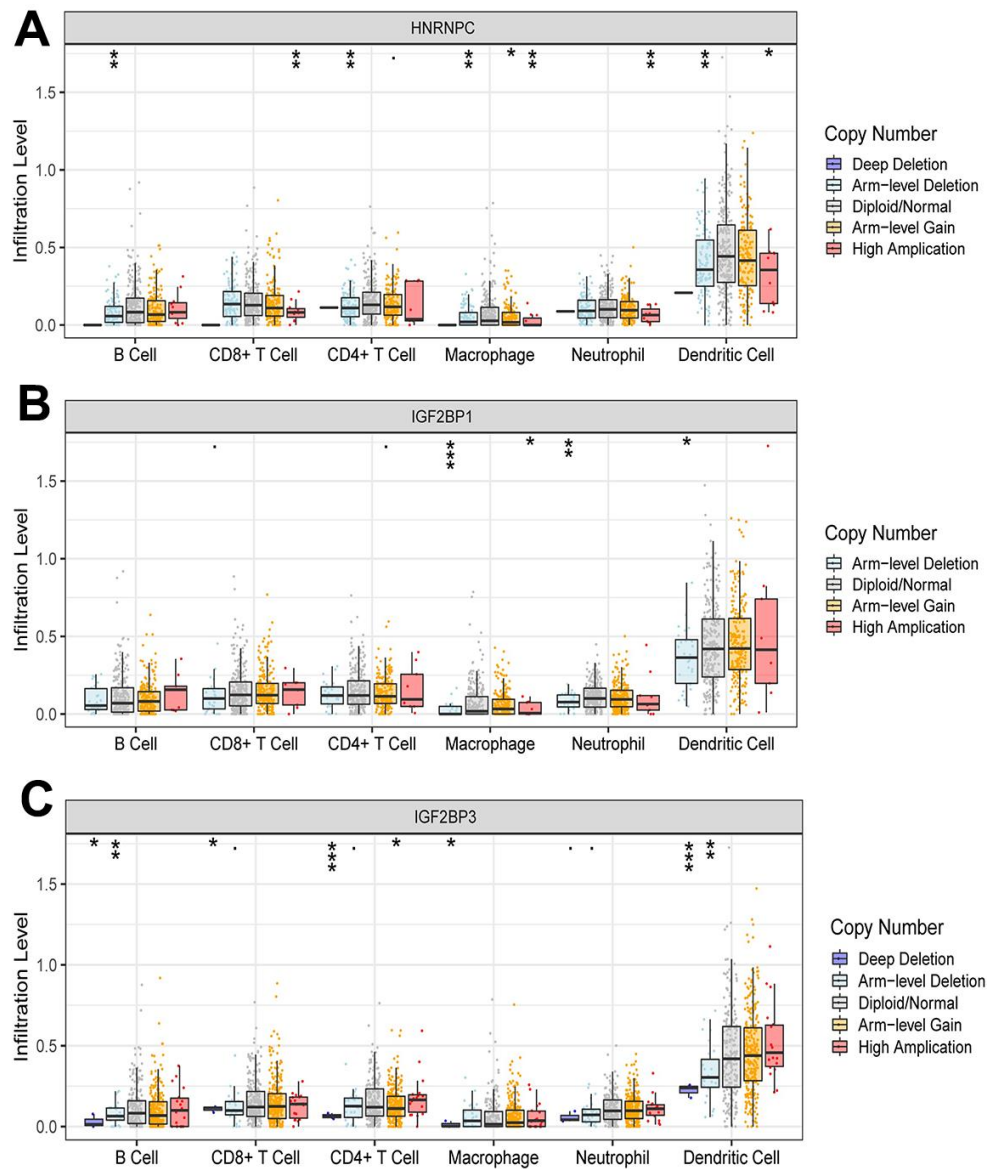 A
HNRNPC
** ** ** . ** * ** ** ** *
Infiltration Level
1.5
1.0
0.5
0.0
B Cell CD8+ T Cell CD4+ T Cell Macrophage Neutrophil Dendritic Cell
Copy Number
Deep Deletion
Arm-level Deletion
Diploid/Normal
Arm-level Gain
High Amplication
B
IGF2BP1
. . *** * ** *
Infiltration Level
1.5
1.0
0.5
0.0
B Cell CD8+ T Cell CD4+ T Cell Macrophage Neutrophil Dendritic Cell
Copy Number
Arm-level Deletion
Diploid/Normal
Arm-level Gain
High Amplication
C
IGF2BP3
* ** * . *** . * * . . *** **
Infiltration Level
1.5
1.0
0.5
0.0
B Cell CD8+ T Cell CD4+ T Cell Macrophage Neutrophil Dendritic Cell
Copy Number
Deep Deletion
Arm-level Deletion
Diploid/Normal
Arm-level Gain
High Amplication